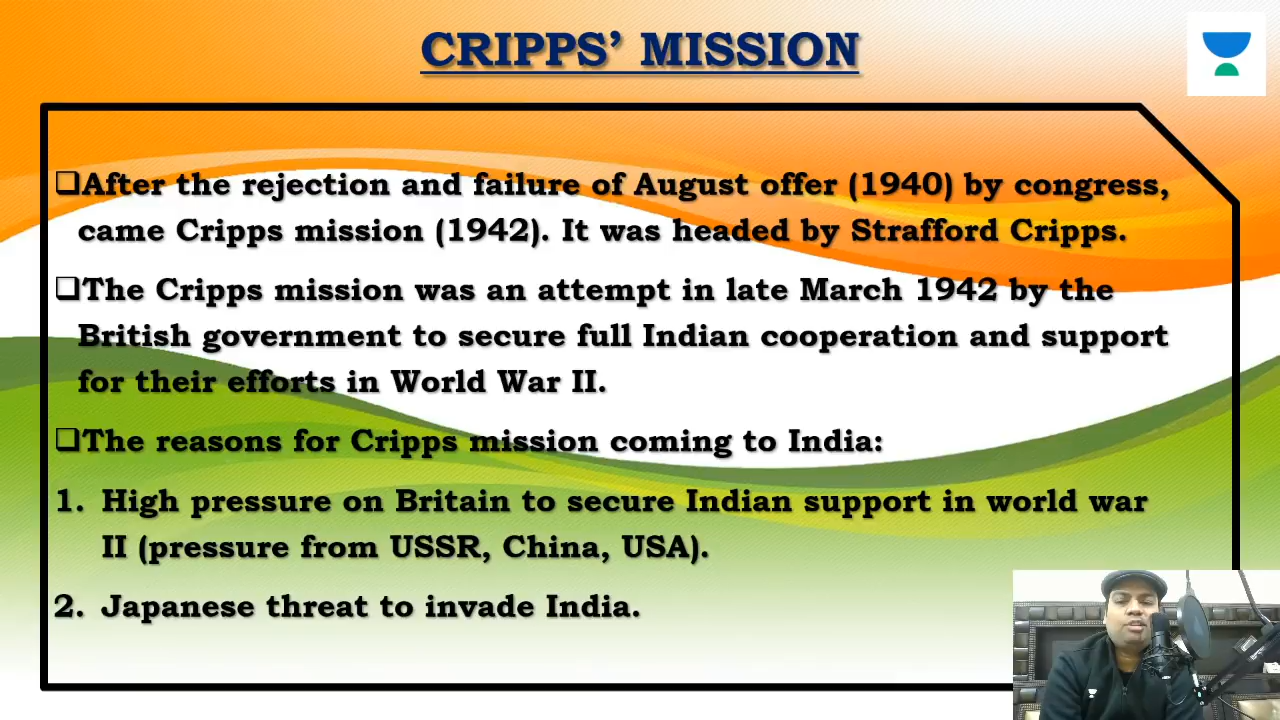 CRIPPS’ MISSION
❑After the rejection and failure of August offer (1940) by congress,
came Cripps mission (1942). It was headed by Strafford Cripps.
❑The Cripps mission was an attempt in late March 1942 by the
British government to secure full Indian cooperation and support
for their efforts in World War II.
❑The reasons for Cripps mission coming to India:
1. High pressure on Britain to secure Indian support in world war
II (pressure from USSR, China, USA).
2. Japanese threat to invade India.